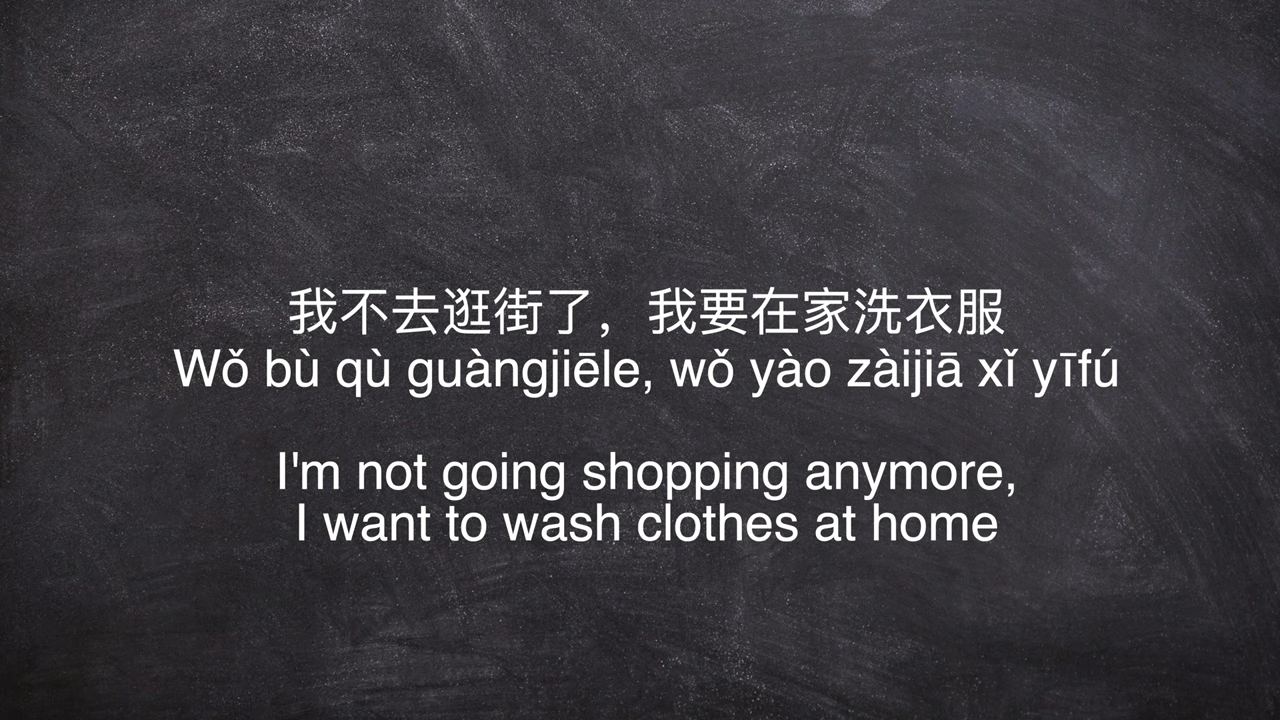 我不去逛街了，我要在家洗衣服
Wǒ bù qù guàngjiēle, wǒ yào zàijiā xǐ yīfú
I'm not going shopping anymore,
I want to wash clothes at home